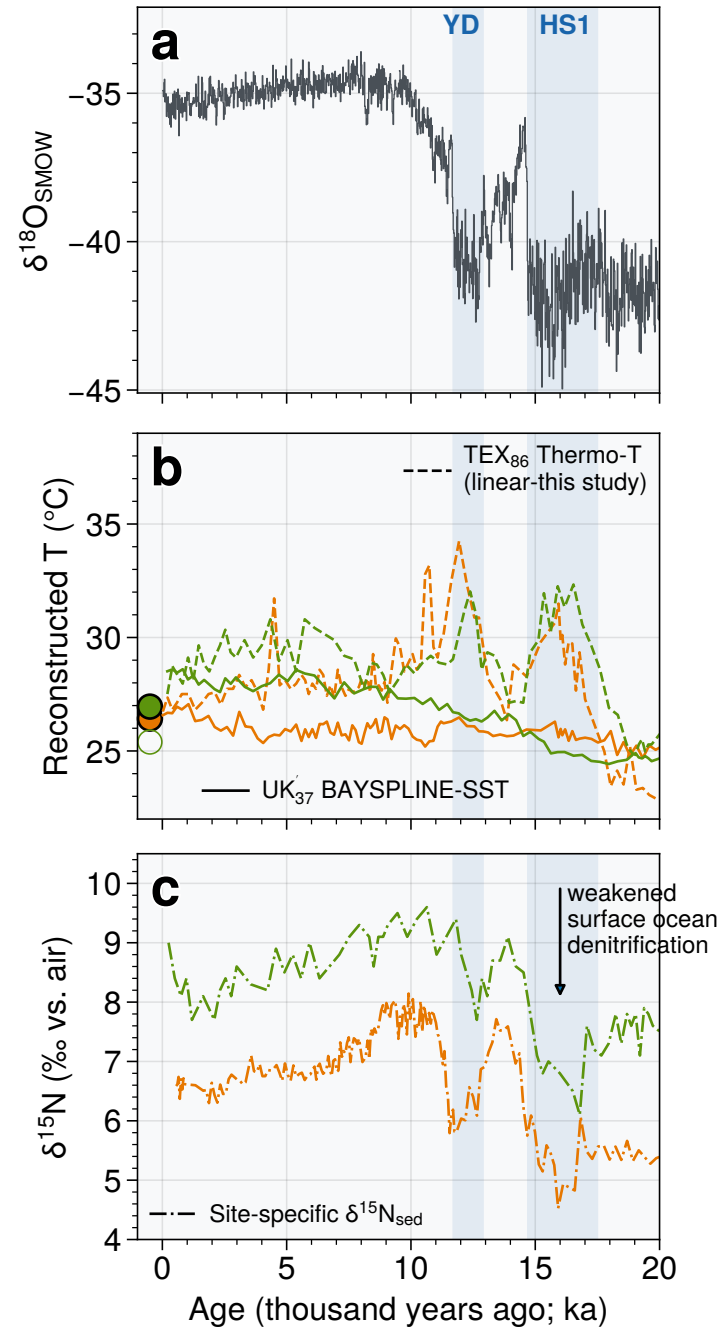 YD HS1
a
−35
−40
−45
δ18OSMOW
b
TEX86 Thermo-T
(linear-this study)
35
30
25
Reconstructed T (°C)
UK′37 BAYSPLINE-SST
c
weakened
surface ocean
denitrification
10
9
8
7
6
5
4
δ15N (‰ vs. air)
Site-specific δ15Nsed
0 5 10 15 20
Age (thousand years ago; ka)